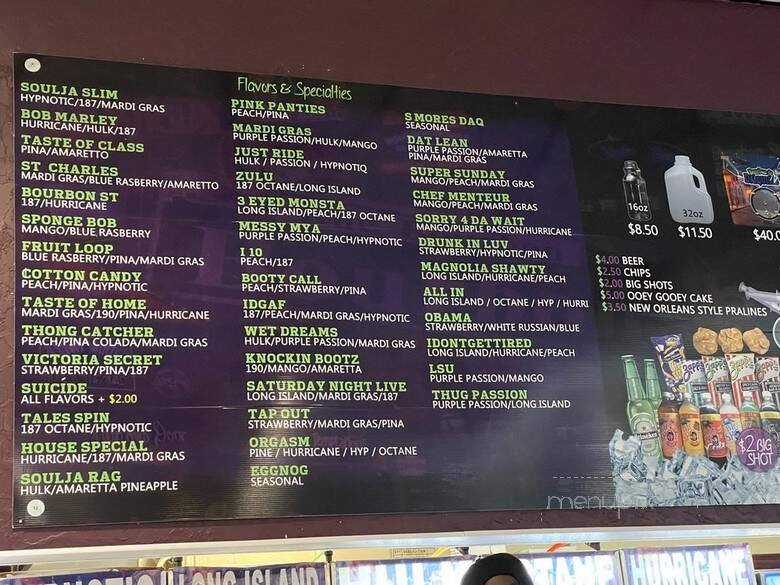 Flavors & Specialties
SOULJA SLIM
HYPNOTIC/187/MARDI GRAS
BOB MARLEY
HURRICANE/HULK/187
TASTE OF CLASS
PINA/AMARETTO
ST. CHARLES
MARDI GRAS/BLUE RASBERRY/AMARETTO
BOURBON ST
187/HURRICANE
SPONGE BOB
MANGO/BLUE RASBERRY
FRUIT LOOP
BLUE RASBERRY/PINA/MARDI GRAS
COTTON CANDY
PEACH/PINA/HYPNOTIC
TASTE OF HOME
MARDI GRAS/190/PINA/HURRICANE
THONG CATCHER
PEACH/PINA COLADA/MARDI GRAS
VICTORIA SECRET
STRAWBERRY/PINA/187
SUICIDE
ALL FLAVORS + $2.00
TALES SPIN
187 OCTANE/HYPNOTIC
HOUSE SPECIAL
HURRICANE/187/MARDI GRAS
SOULJA RAG
HULK/AMARETTA PINEAPPLE
PINK PANTIES
PEACH/PINA
MARDI GRAS
PURPLE PASSION/HULK/MANGO
JUST RIDE
HULK / PASSION / HYPNOTIQ
ZULU
187 OCTANE/LONG ISLAND
3 EYED MONSTA
LONG ISLAND/PEACH/187 OCTANE
MESSY MYA
PURPLE PASSION/PEACH/HYPNOTIC
I 10
PEACH/187
BOOTY CALL
PEACH/STRAWBERRY/PINA
IDGAF
187/PEACH/MARDI GRAS/HYPNOTIC
WET DREAMS
HULK/PURPLE PASSION/MARDI GRAS
KNOCKIN BOOTZ
190/MANGO/AMARETTA
SATURDAY NIGHT LIVE
LONG ISLAND/MARDI GRAS/187
TAP OUT
STRAWBERRY/MARDI GRAS/PINA
ORGASM
PINE / HURRICANE / HYP / OCTANE
EGGNOG
SEASONAL
S MORES DAQ
SEASONAL
DAT LEAN
PURPLE PASSION/AMARETTA
PINA/MARDI GRAS
SUPER SUNDAY
MANGO/PEACH/MARDI GRAS
CHEF MENTEUR
MANGO/PEACH/MARDI GRAS
SORRY 4 DA WAIT
MANGO/PURPLE PASSION/HURRICANE
DRUNK IN LUV
STRAWBERRY/HYPNOTIC/PINA
MAGNOLIA SHAWTY
LONG ISLAND/HURRICANE/PEACH
ALL IN
LONG ISLAND / OCTANE / HYP / HURRI
OBAMA
STRAWBERRY/WHITE RUSSIAN/BLUE
IDONTGETTIRED
LONG ISLAND/HURRICANE/PEACH
LSU
PURPLE PASSION/MANGO
THUG PASSION
PURPLE PASSION/LONG ISLAND
16oz
32oz
$8.50
$11.50
$40.0
$4.00 BEER
$2.50 CHIPS
$2.00 BIG SHOTS
$5.00 OOEY GOOEY CAKE
$3.50 NEW ORLEANS STYLE PRALINES
Heineken
$2 BIG
SHOT
LONG ISLAND
HURRICANE